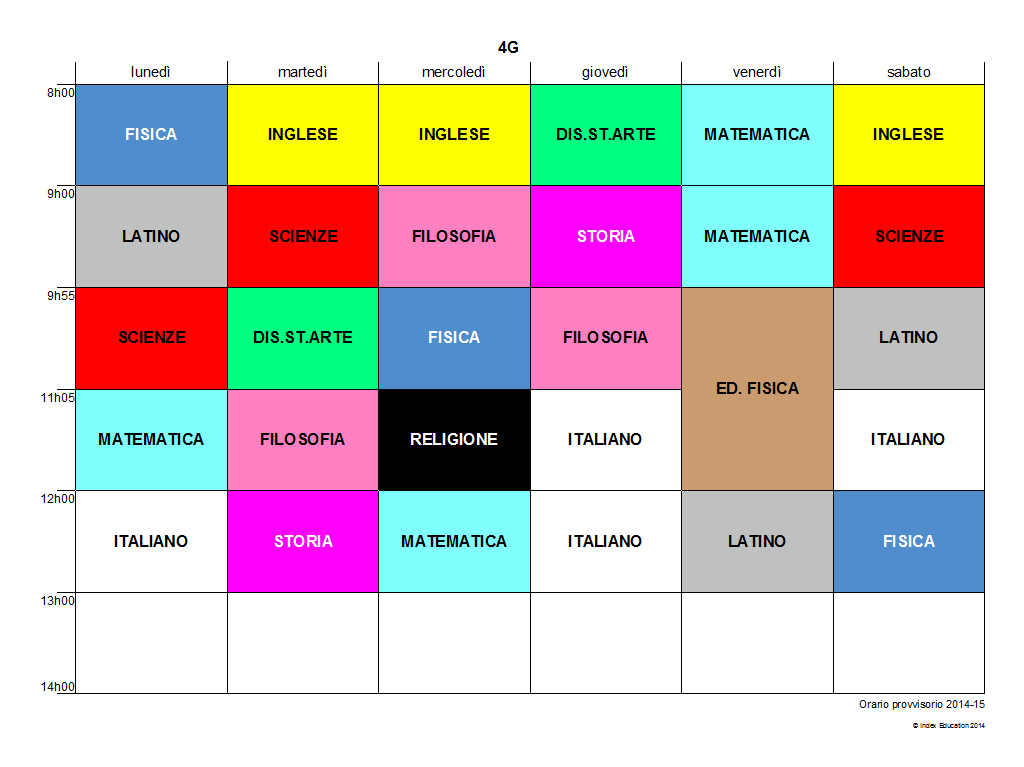 4G
lunedì martedì mercoledì giovedì venerdì sabato
8h00
FISICA INGLESE INGLESE DIS.ST.ARTE MATEMATICA INGLESE
9h00
LATINO SCIENZE FILOSOFIA STORIA MATEMATICA SCIENZE
9h55
SCIENZE DIS.ST.ARTE FISICA FILOSOFIA LATINO
ED. FISICA
11h05
MATEMATICA FILOSOFIA RELIGIONE ITALIANO ITALIANO
12h00
ITALIANO STORIA MATEMATICA ITALIANO LATINO FISICA
13h00
14h00
Orario provvisorio 2014-15
© Index Education 2014